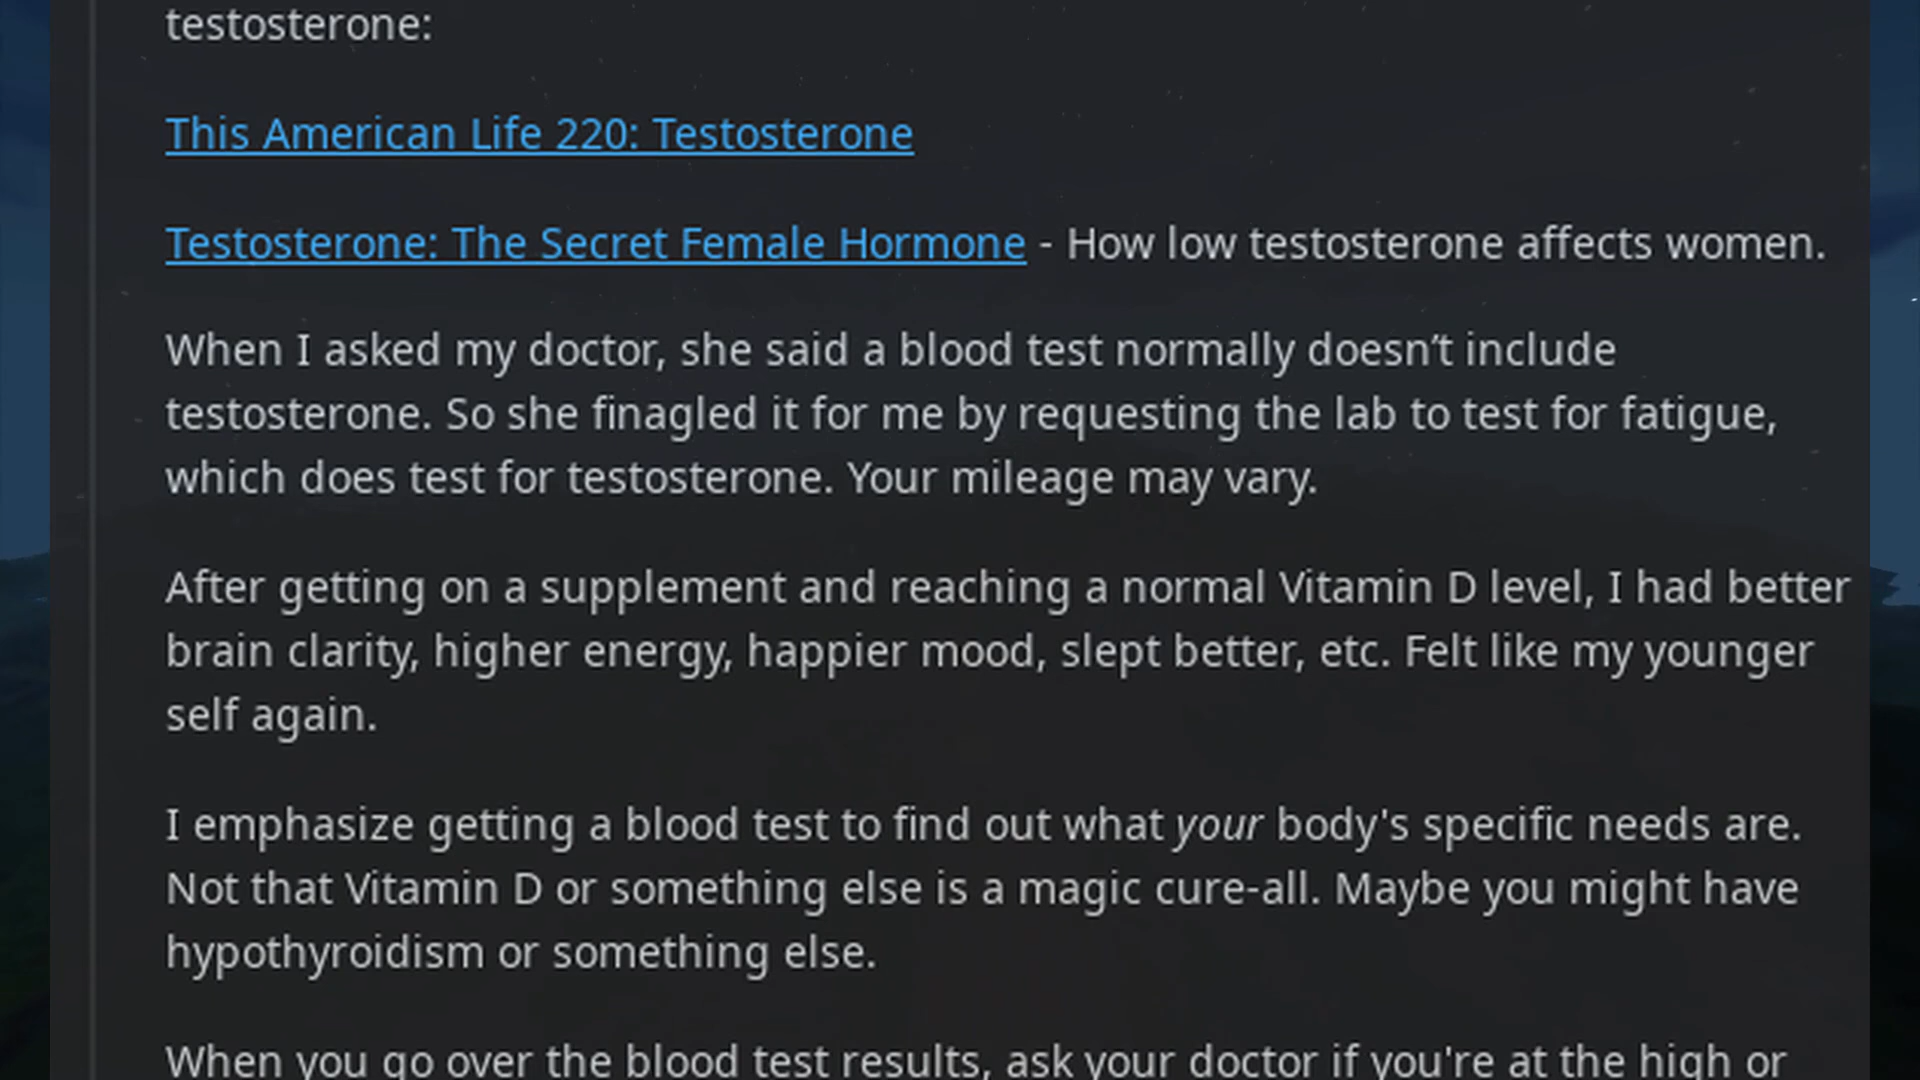 testosterone:
This American Life 220: Testosterone
Testosterone: The Secret Female Hormone - How low testosterone affects women.
When I asked my doctor, she said a blood test normally doesn’t include
testosterone. So she finagled it for me by requesting the lab to test for fatigue,
which does test for testosterone. Your mileage may vary.
After getting on a supplement and reaching a normal Vitamin D level, I had better
brain clarity, higher energy, happier mood, slept better, etc. Felt like my younger
self again.
I emphasize getting a blood test to find out what your body's specific needs are.
Not that Vitamin D or something else is a magic cure-all. Maybe you might have
hypothyroidism or something else.
When you go over the blood test results, ask your doctor if you're at the high or